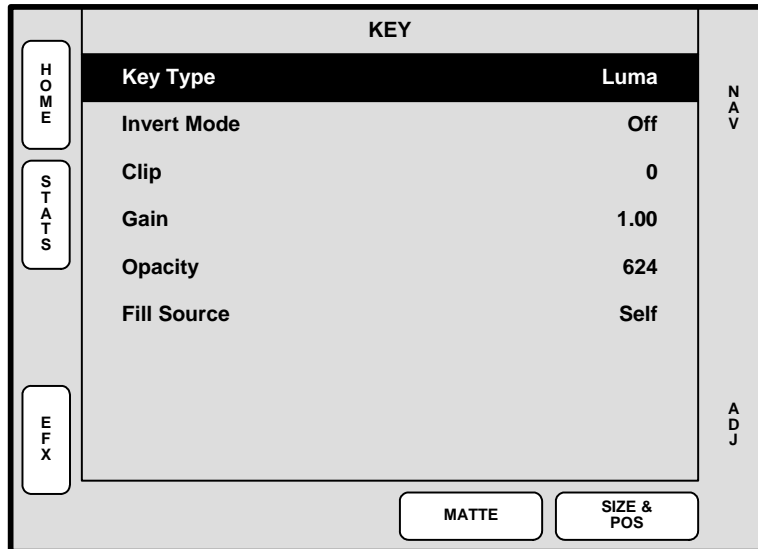 KEY
HOME
Key Type Luma
NAV
Invert Mode Off
STATS
Clip 0
Gain 1.00
Opacity 624
Fill Source Self
EFX
ADJ
MATTE
SIZE &
POS